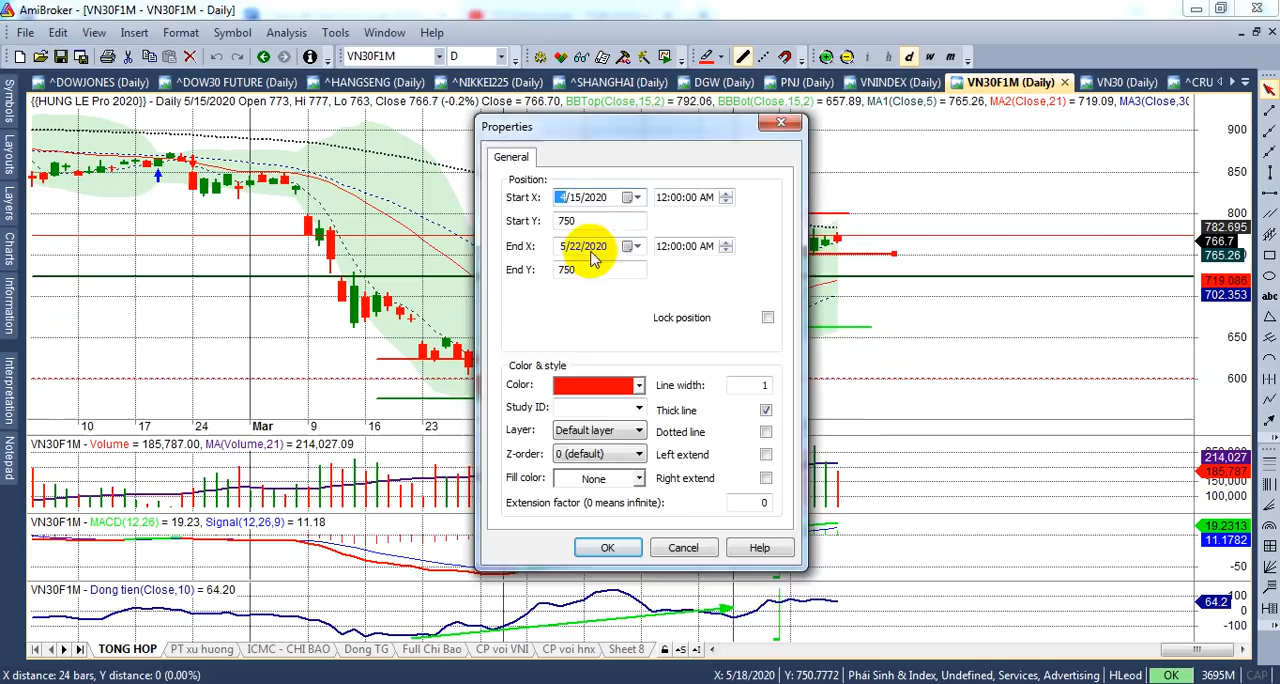 AmiBroker - [VN30F1M - VN30F1M - Daily]
File Edit View Insert Format Symbol Analysis Tools Window Help
VN30F1M D i h d w m
^DOWJONES (Daily) ^DOW30 FUTURE (Daily) ^HANGSENG (Daily) ^NIKKEI225 (Daily) ^SHANGHAI (Daily) DGW (Daily) PNJ (Daily) VNINDEX (Daily) VN30F1M (Daily) VN30 (Daily) ^CRU
{{HUNG LE Pro 2020}} - Daily 5/15/2020 Open 773, Hi 777, Lo 763, Close 766.7 (-0.2%) Close = 766.70, BBTop(Close,15,2) = 792.06, BBBot(Close,15,2) = 657.89, MA1(Close,5) = 765.26, MA2(Close,21) = 719.09, MA3(Close,30
Symbols
Layouts
Layers
Charts
Information
Interpretation
Notepad
Properties
General
Position:
Start X: 4/15/2020 12:00:00 AM
Start Y: 750
End X: 5/22/2020 12:00:00 AM
End Y: 750
Lock position
Color & style
Color: Line width: 1
Study ID: Thick line
Layer: Default layer Dotted line
Z-order: 0 (default) Left extend
Fill color: None Right extend
Extension factor (0 means infinite): 0
OK Cancel Help
900
850
800
782.695
766.7
765.26
719.086
702.353
650
600
10 17 24 Mar 9 16 23
VN30F1M - Volume = 185,787.00, MA(Volume,21) = 214,027.09
214,027
185,787
100,000
VN30F1M - MACD(12,26) = 19.23, Signal(12,26,9) = 11.18
19.2313
11.1782
-50
VN30F1M - Dong tien(Close,10) = 64.20
100
64.2
0
-100
TONG HOP PT xu huong ICMC - CHI BAO Dong TG Full Chi Bao CP voi VNI CP voi hnx Sheet 8
X distance: 24 bars, Y distance: 0 (0.00%) X: 5/18/2020 Y: 750.7772 Phái Sinh & Index, Undefined, Services, Advertising HLeod OK 3695M CAP